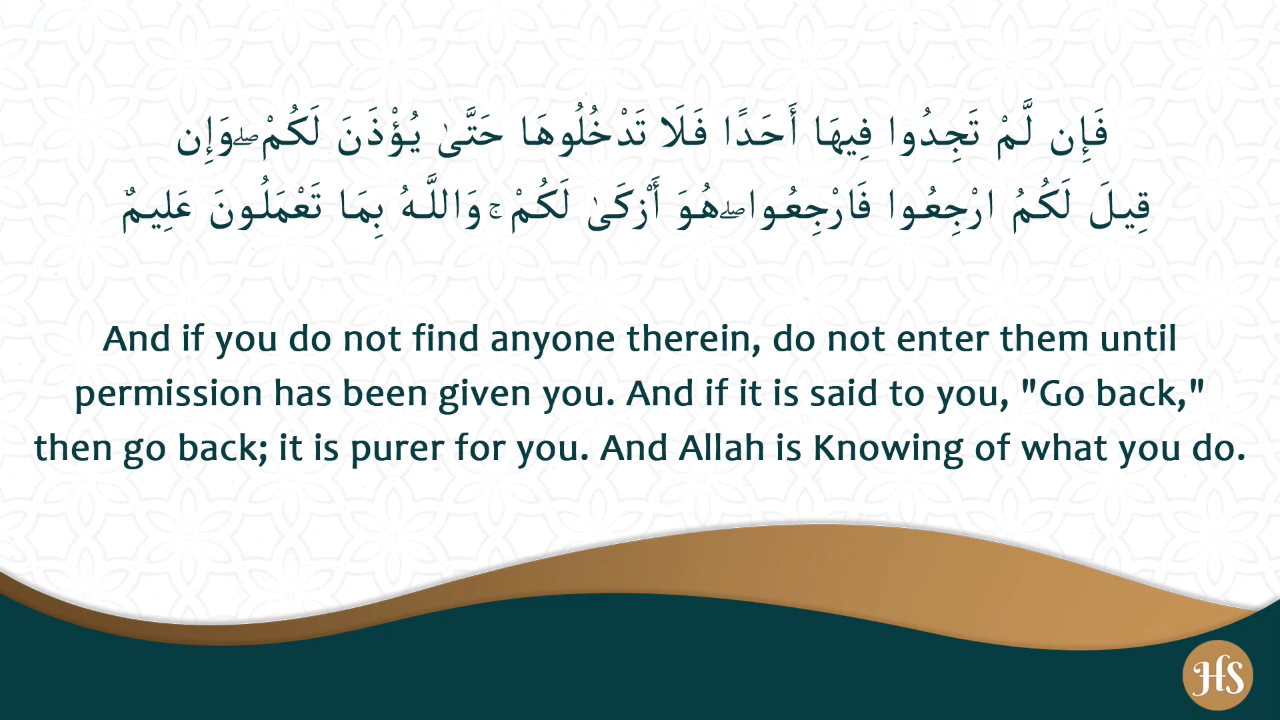 فَإِن لَّمْ تَجِدُوا فِيهَا أَحَدًا فَلَا تَدْخُلُوهَا حَتَّىٰ يُؤْذَنَ لَكُمْ ۖ وَإِن
قِيلَ لَكُمُ ارْجِعُوا فَارْجِعُوا ۖ هُوَ أَزْكَىٰ لَكُمْ ۚ وَاللَّهُ بِمَا تَعْمَلُونَ عَلِيمٌ
And if you do not find anyone therein, do not enter them until
permission has been given you. And if it is said to you, "Go back,"
then go back; it is purer for you. And Allah is Knowing of what you do.
HS